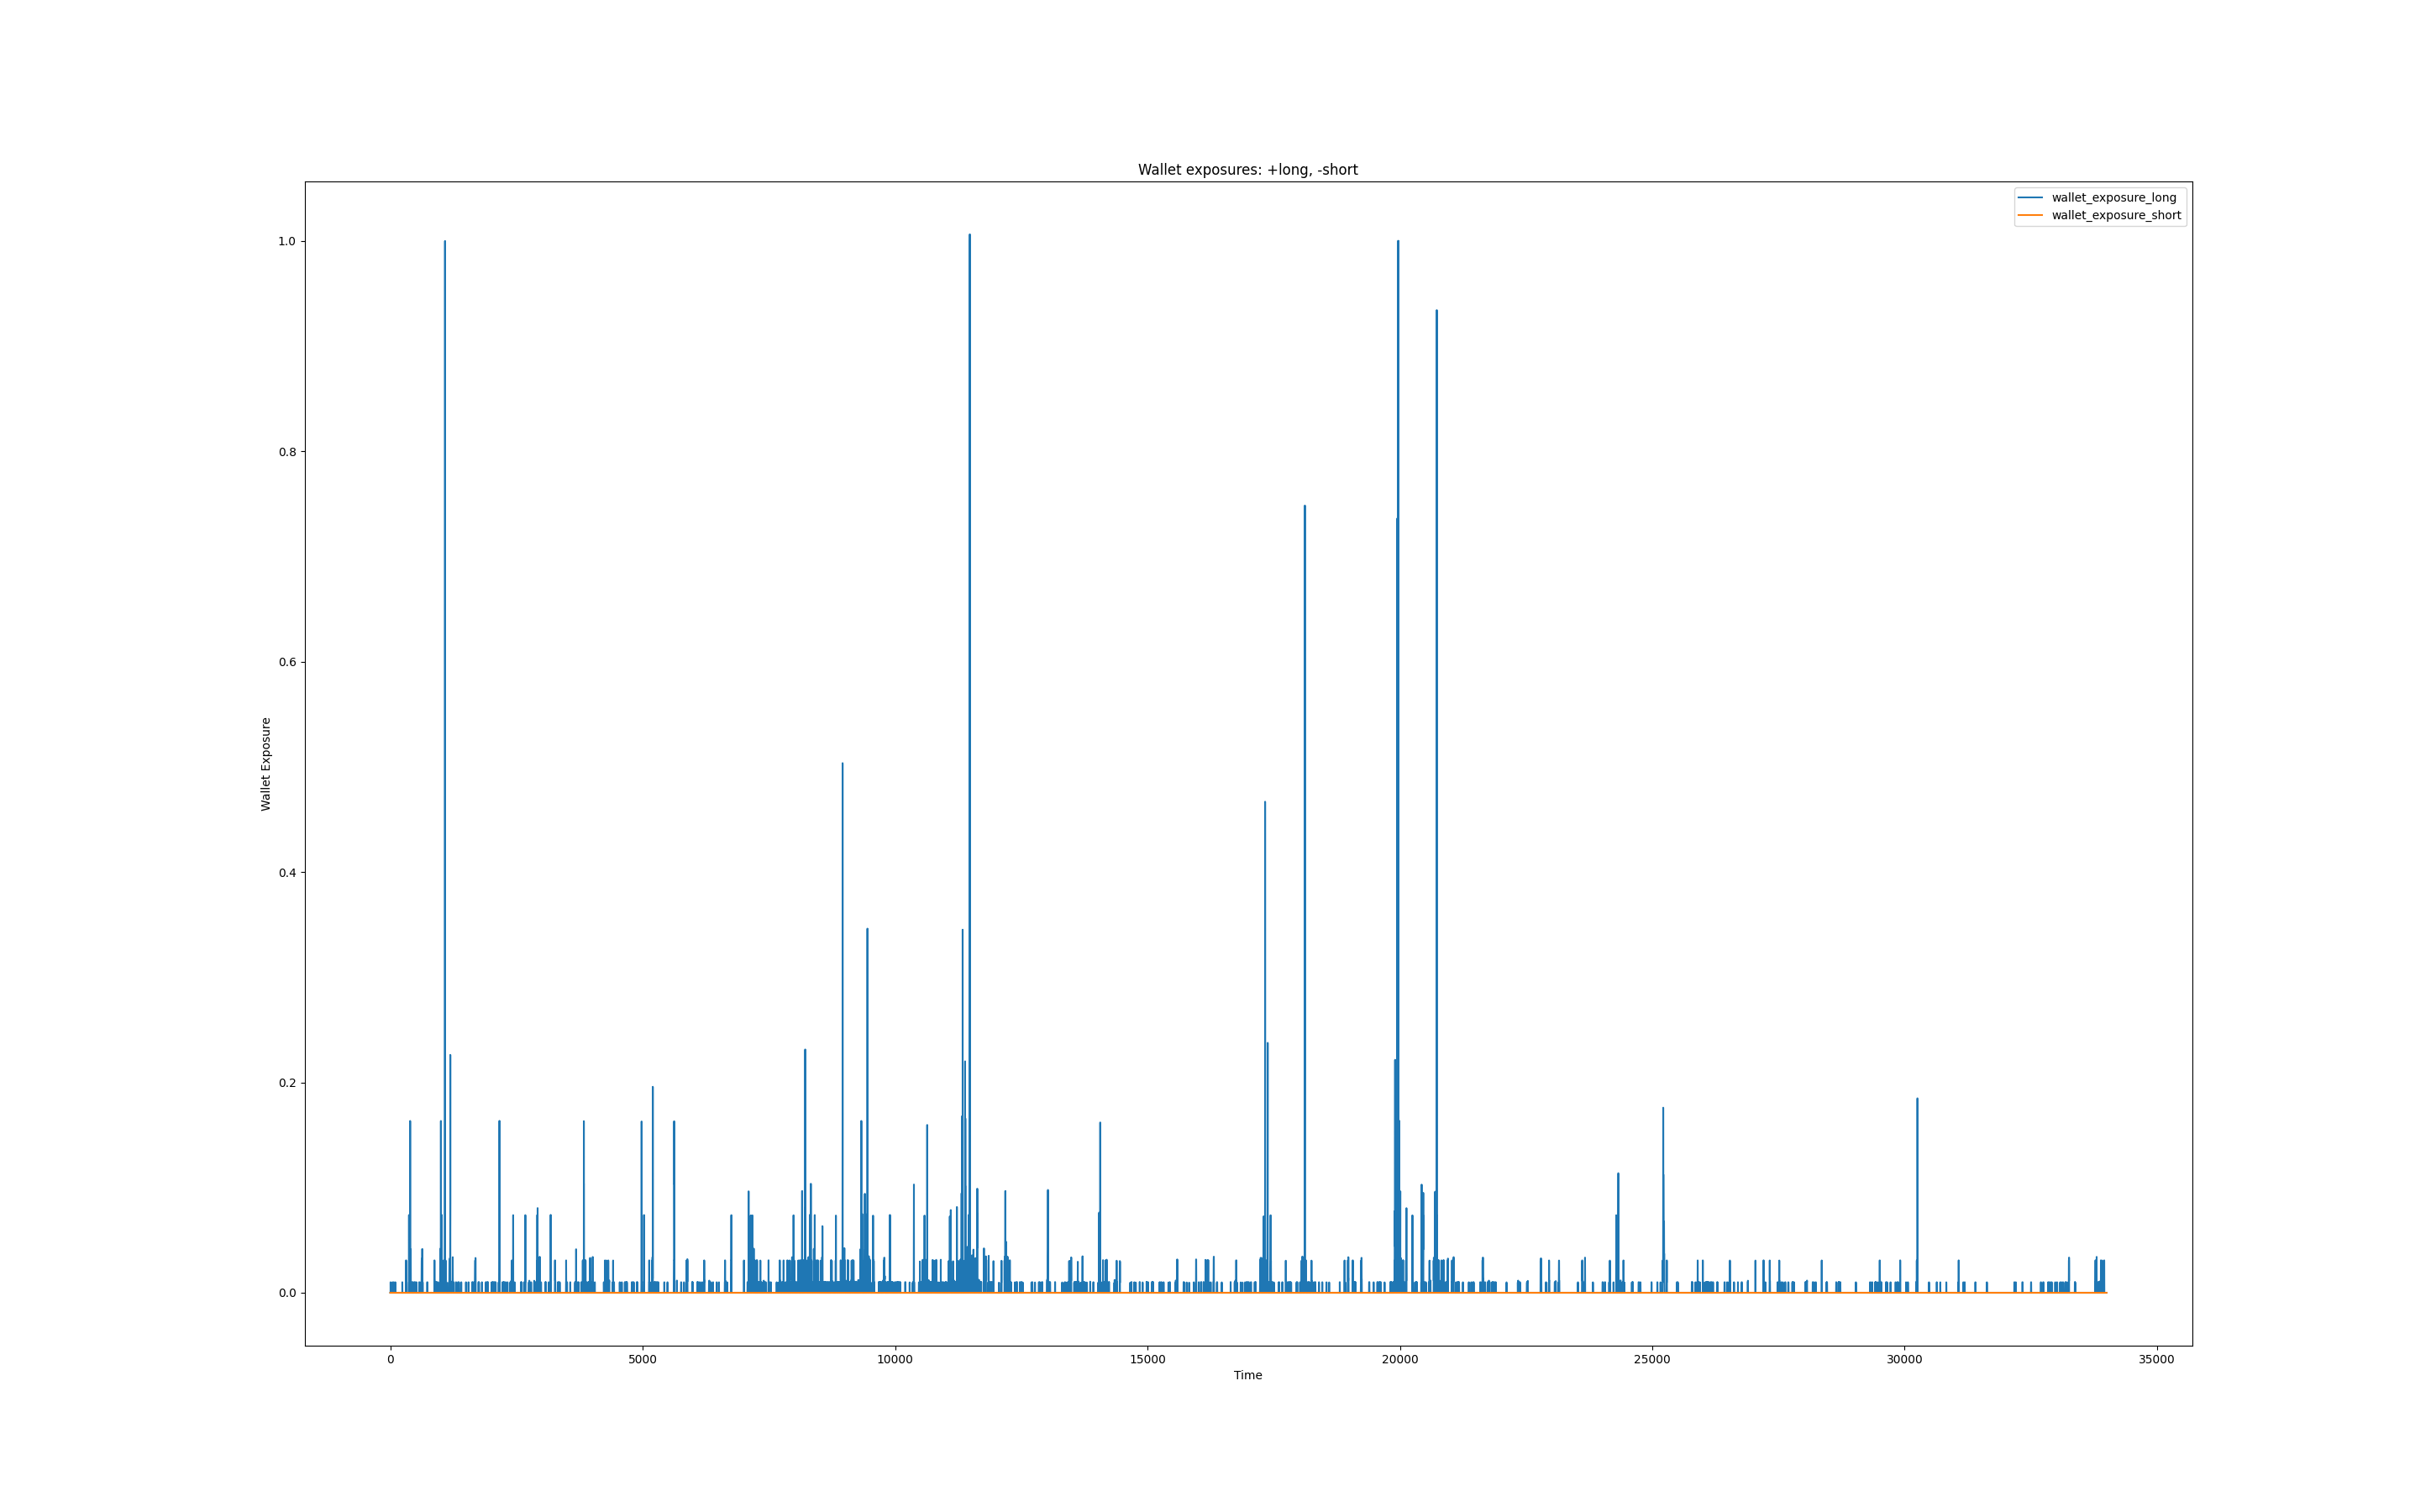 Wallet exposures: +long, -short
wallet_exposure_long
wallet_exposure_short
1.0
0.8
0.6
0.4
0.2
0.0
Wallet Exposure
0 5000 10000 15000 20000 25000 30000 35000
Time